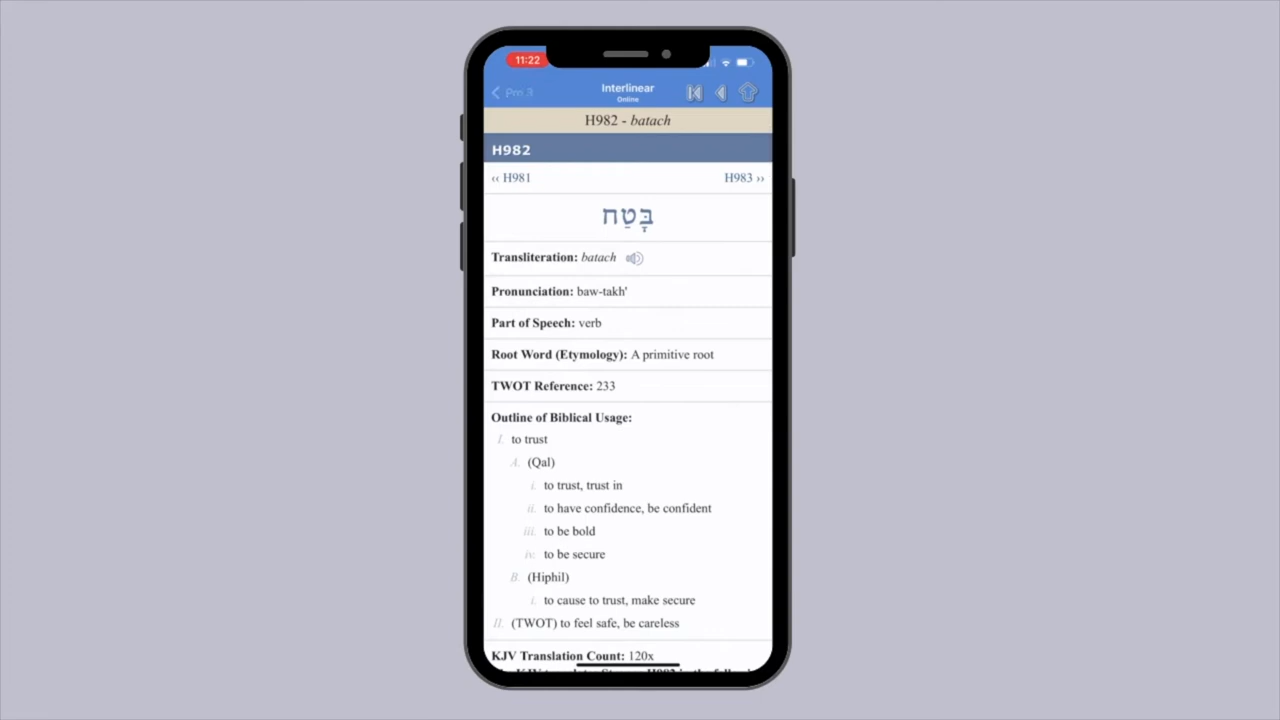 11:22
Pro 3
Interlinear
Online
H982 - batach
H982
‹‹ H981
H983 ››
בָּטַח
Transliteration: batach
Pronunciation: baw-takh'
Part of Speech: verb
Root Word (Etymology): A primitive root
TWOT Reference: 233
Outline of Biblical Usage:
I. to trust
A. (Qal)
i. to trust, trust in
ii. to have confidence, be confident
iii. to be bold
iv. to be secure
B. (Hiphil)
i. to cause to trust, make secure
II. (TWOT) to feel safe, be careless
KJV Translation Count: 120x